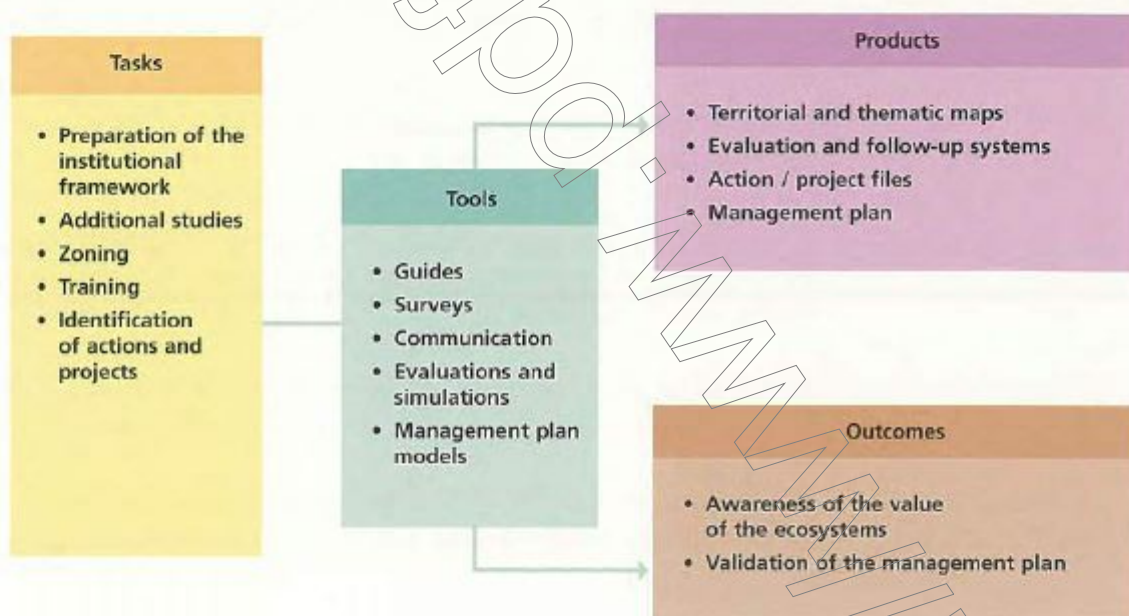 Tasks
• Preparation of the
institutional
framework
• Additional studies
• Zoning
• Training
• Identification
of actions and
projects
Tools
• Guides
• Surveys
• Communication
• Evaluations and
simulations
• Management plan
models
Products
• Territorial and thematic maps
• Evaluation and follow-up systems
• Action / project files
• Management plan
Outcomes
• Awareness of the value
of the ecosystems
• Validation of the management plan